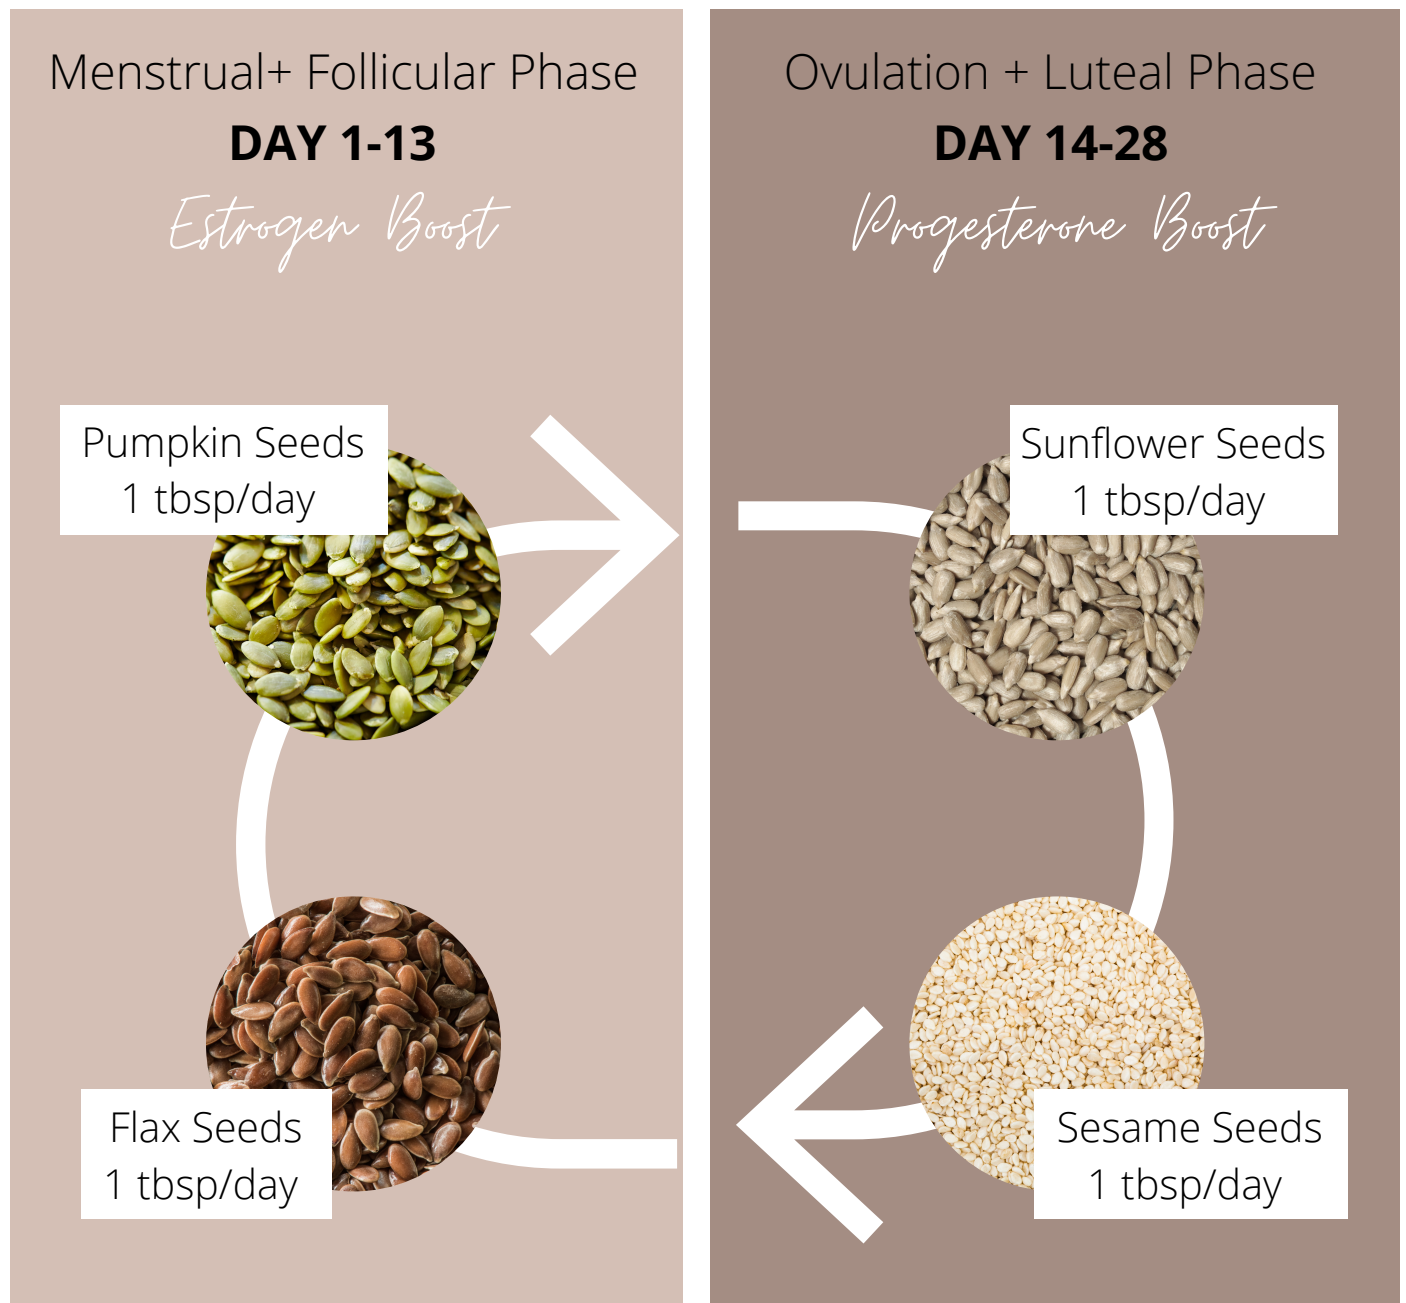 Menstrual+ Follicular Phase
DAY 1-13
Estrogen Boost
Pumpkin Seeds
1 tbsp/day
Flax Seeds
1 tbsp/day
Ovulation + Luteal Phase
DAY 14-28
Progesterone Boost
Sunflower Seeds
1 tbsp/day
Sesame Seeds
1 tbsp/day